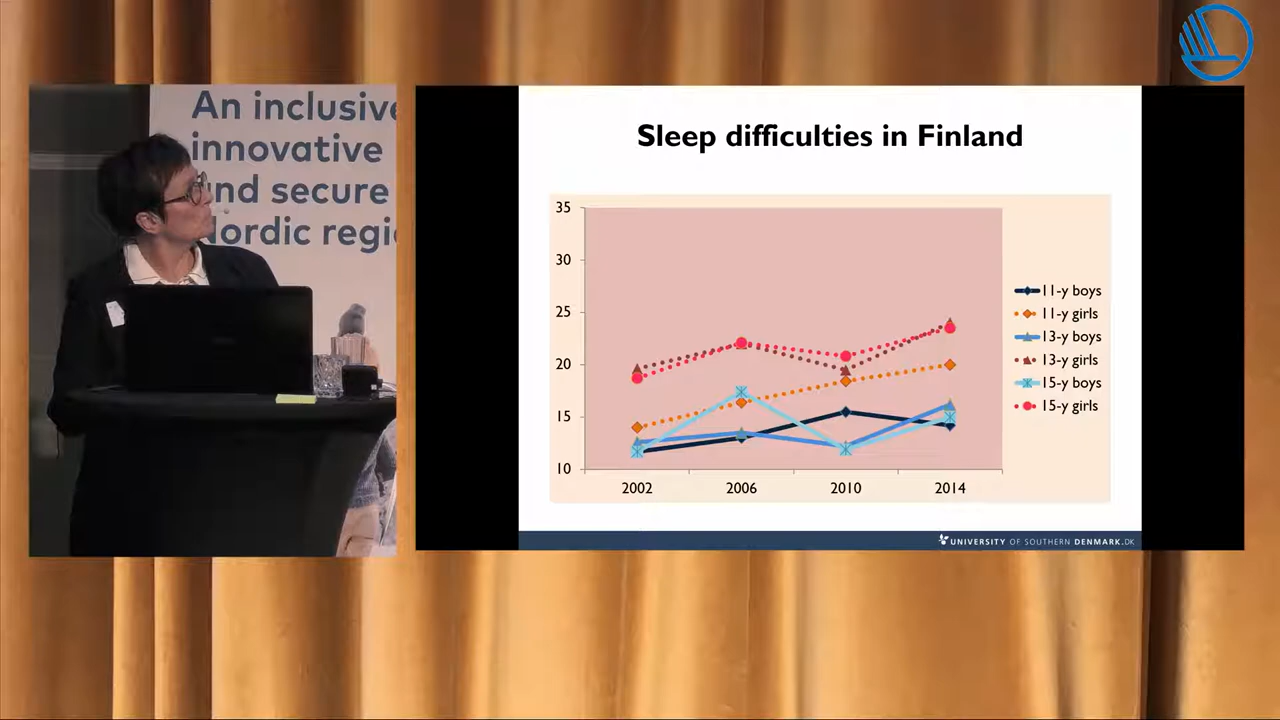 An inclusive
innovative
and secure
Nordic regi
Sleep difficulties in Finland
35
30
25
20
15
10
2002 2006 2010 2014
11-y boys
11-y girls
13-y boys
13-y girls
15-y boys
15-y girls
UNIVERSITY OF SOUTHERN DENMARK.DK